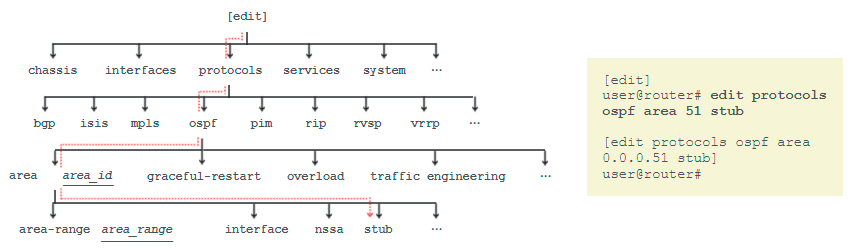 [edit]
chassis interfaces protocols services system ...
bgp isis mpls ospf pim rip rvsp vrrp ...
area area_id graceful-restart overload traffic engineering ...
area-range area_range interface nssa stub ...
[edit]
user@router# edit protocols
ospf area 51 stub
[edit protocols ospf area
0.0.0.51 stub]
user@router#